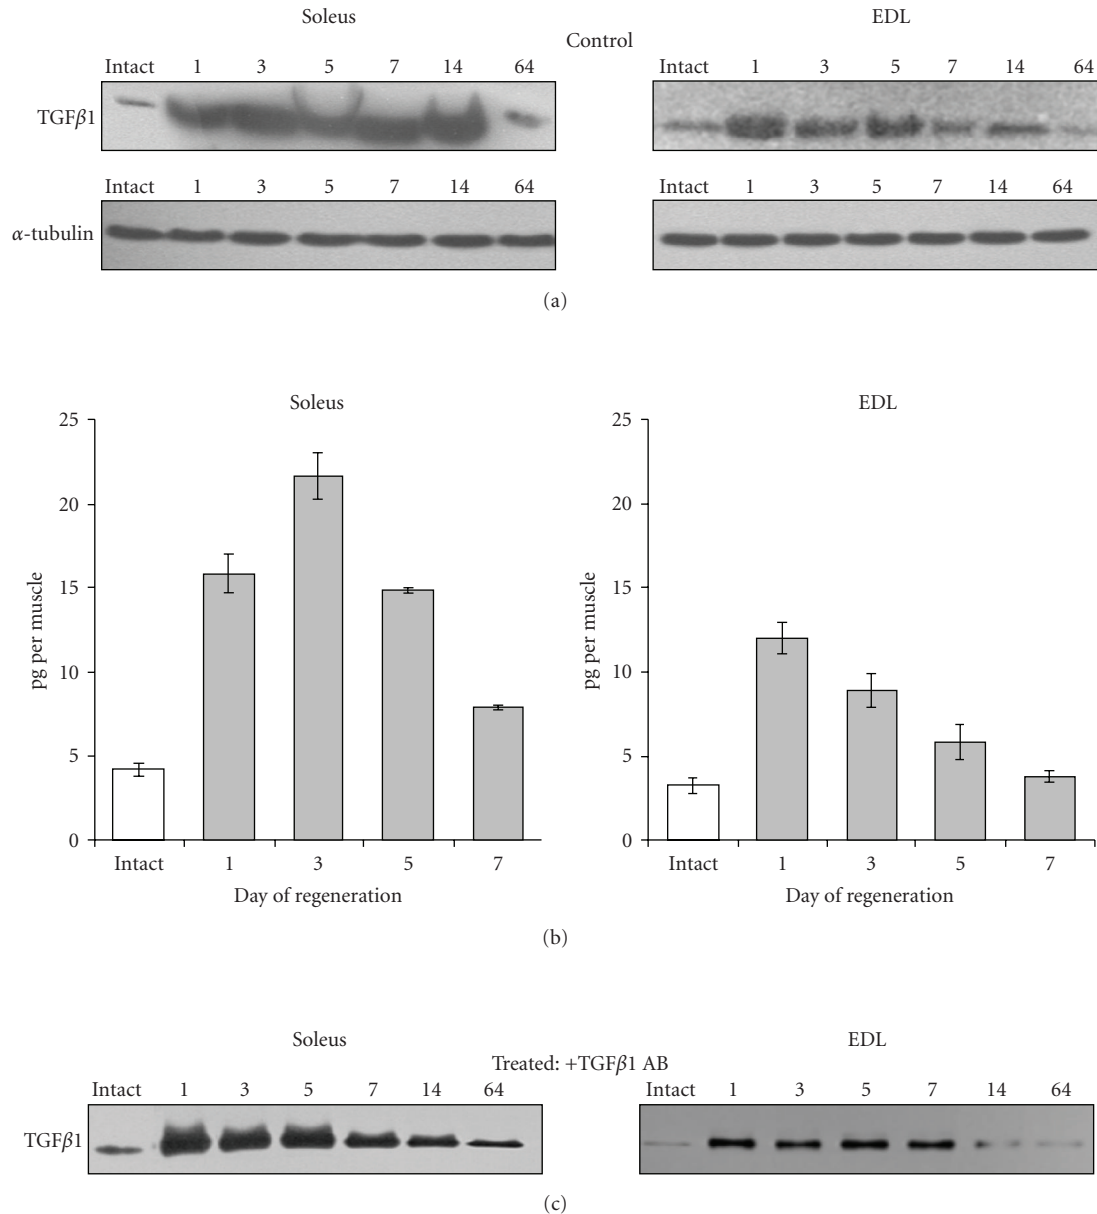 Soleus EDL
Control
Intact 1 3 5 7 14 64 Intact 1 3 5 7 14 64
TGFβ1
Intact 1 3 5 7 14 64 Intact 1 3 5 7 14 64
α-tubulin
(a)
Soleus
25
20
15
10
5
0
pg per muscle
Intact 1 3 5 7
Day of regeneration
EDL
25
20
15
10
5
0
pg per muscle
Intact 1 3 5 7
Day of regeneration
(b)
Soleus EDL
Treated: +TGFβ1 AB
Intact 1 3 5 7 14 64 Intact 1 3 5 7 14 64
TGFβ1
(c)